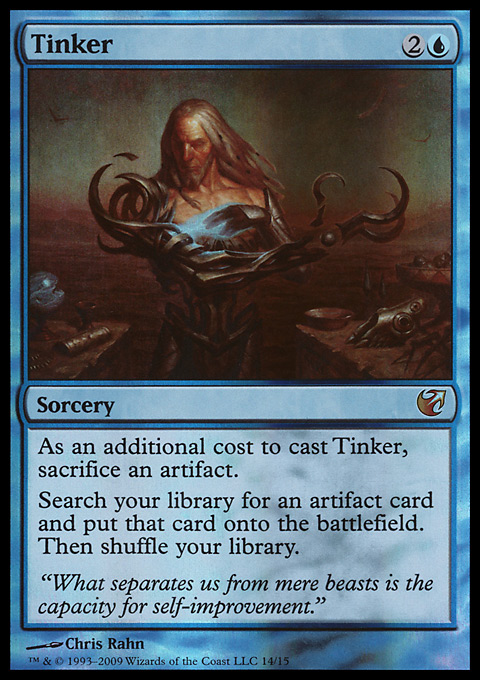 Tinker 2
Sorcery
As an additional cost to cast Tinker,
sacrifice an artifact.
Search your library for an artifact card
and put that card onto the battlefield.
Then shuffle your library.
“What separates us from mere beasts is the
capacity for self-improvement.”
Chris Rahn
™ & © 1993–2009 Wizards of the Coast LLC 14/15